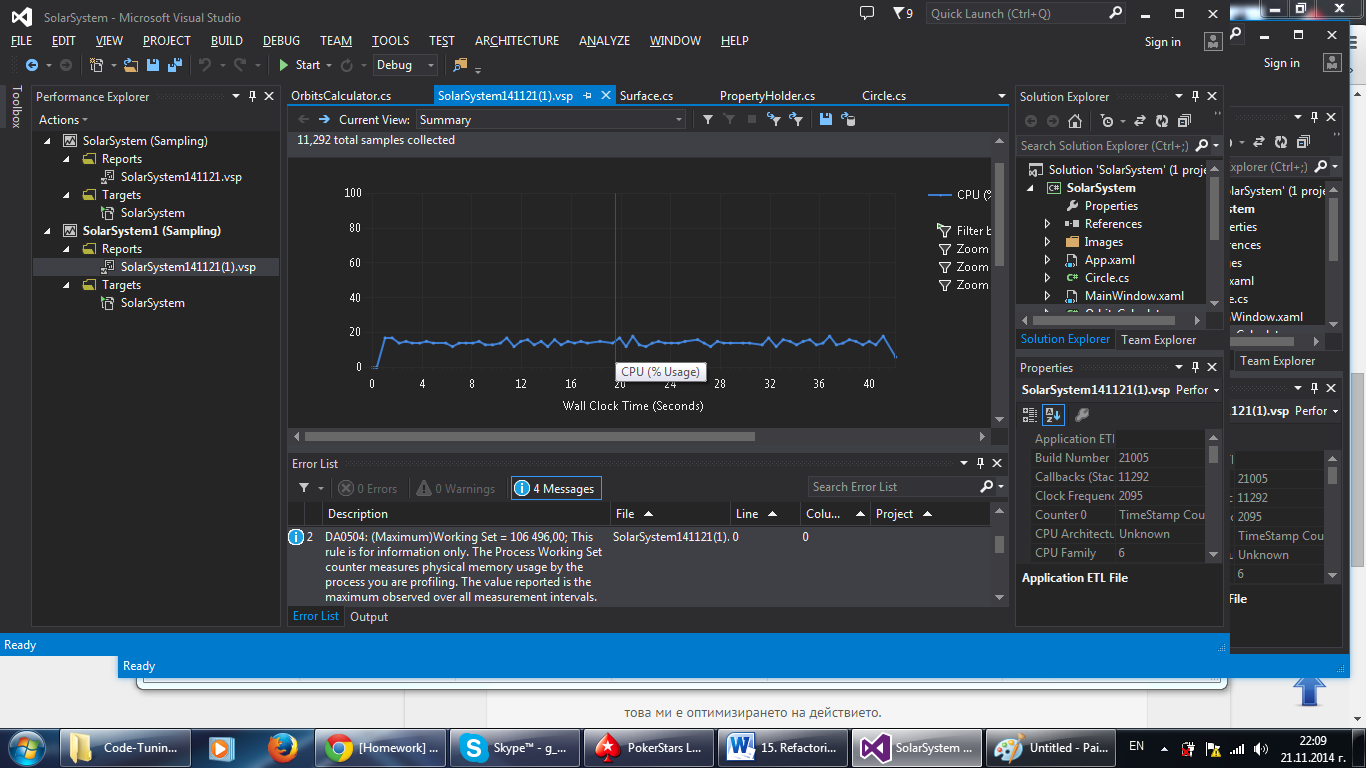 SolarSystem - Microsoft Visual Studio
9
Quick Launch (Ctrl+Q)
FILE EDIT VIEW PROJECT BUILD DEBUG TEAM TOOLS TEST ARCHITECTURE ANALYZE WINDOW HELP
Sign in
Start
Debug
Sign in
Toolbox
Performance Explorer
Actions
SolarSystem (Sampling)
Reports
SolarSystem141121.vsp
Targets
SolarSystem
SolarSystem1 (Sampling)
Reports
SolarSystem141121(1).vsp
Targets
SolarSystem
OrbitsCalculator.cs SolarSystem141121(1).vsp Surface.cs PropertyHolder.cs Circle.cs
Current View: Summary
11,292 total samples collected
100
80
60
40
20
0
0 4 8 12 16 20 24 28 32 36 40
CPU (% Usage)
Wall Clock Time (Seconds)
CPU (%
Filter b
Zoom
Zoom
Zoom
Error List
0 Errors 0 Warnings 4 Messages
Search Error List
Description File Line Colu... Project
2 DA0504: (Maximum)Working Set = 106 496,00; This SolarSystem141121(1). 0 0
rule is for information only. The Process Working Set
counter measures physical memory usage by the
process you are profiling. The value reported is the
maximum observed over all measurement intervals.
Error List Output
Solution Explorer
Search Solution Explorer (Ctrl+;)
Solution 'SolarSystem' (1 proje
SolarSystem
Properties
References
Images
App.xaml
Circle.cs
MainWindow.xaml
Solution Explorer Team Explorer
Properties
SolarSystem141121(1).vsp Perfor
Application ETI
Build Number 21005
Callbacks (Stac 11292
Clock Frequenc 2095
Counter 0 TimeStamp Cou
CPU Architectu Unknown
CPU Family 6
Application ETL File
xplorer (Ctrl+;)
larSystem' (1 proje
stem
erties
rences
es
xaml
e.cs
nWindow.xaml
Team Explorer
121(1).vsp Perfor
21005
11292
2095
TimeStamp Cou
Unknown
6
File
Ready
Ready
това ми е оптимизирането на действието.
Code-Tunin... [Homework] ... Skype™ - g_... PokerStars L... 15. Refactori... SolarSystem ... Untitled - Pai...
EN
22:09
21.11.2014 г.